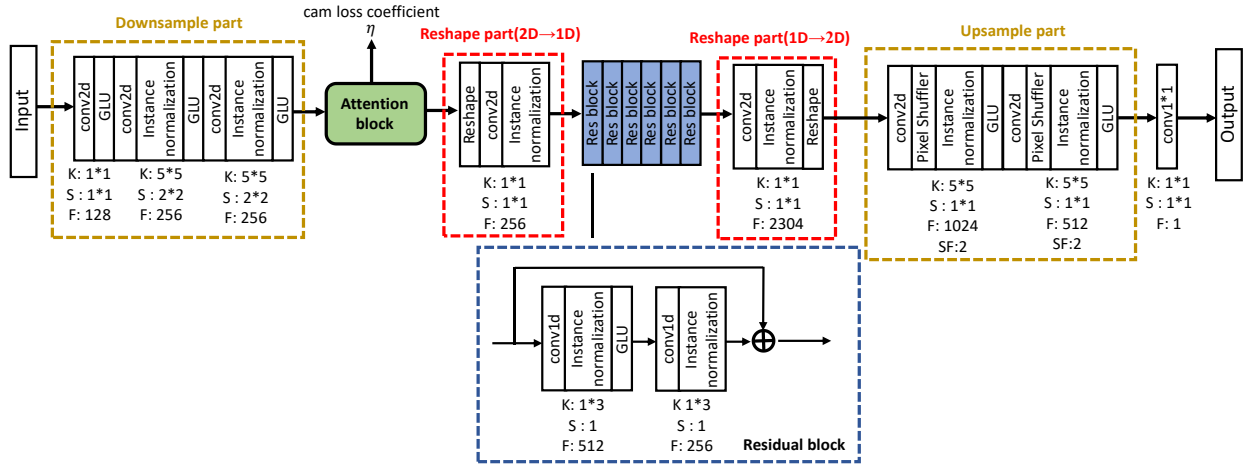 cam loss coefficient
η
Downsample part
Reshape part(2D→1D)
Reshape part(1D→2D)
Upsample part
Input
conv2d
GLU
conv2d
Instance
normalization
GLU
conv2d
Instance
normalization
GLU
K: 1*1
S : 1*1
F: 128
K: 5*5
S : 2*2
F: 256
K: 5*5
S : 2*2
F: 256
Attention
block
Reshape
conv2d
Instance
normalization
K: 1*1
S : 1*1
F: 256
Res block
Res block
Res block
Res block
Res block
Res block
conv2d
Instance
normalization
Reshape
K: 1*1
S : 1*1
F: 2304
conv2d
Pixel Shuffler
Instance
normalization
GLU
conv2d
Pixel Shuffler
Instance
normalization
GLU
K: 5*5
S : 1*1
F: 1024
SF:2
K: 5*5
S : 1*1
F: 512
SF:2
conv1*1
K: 1*1
S : 1*1
F: 1
Output
conv1d
Instance
normalization
GLU
K: 1*3
S : 1
F: 512
conv1d
Instance
normalization
K 1*3
S : 1
F: 256
Residual block